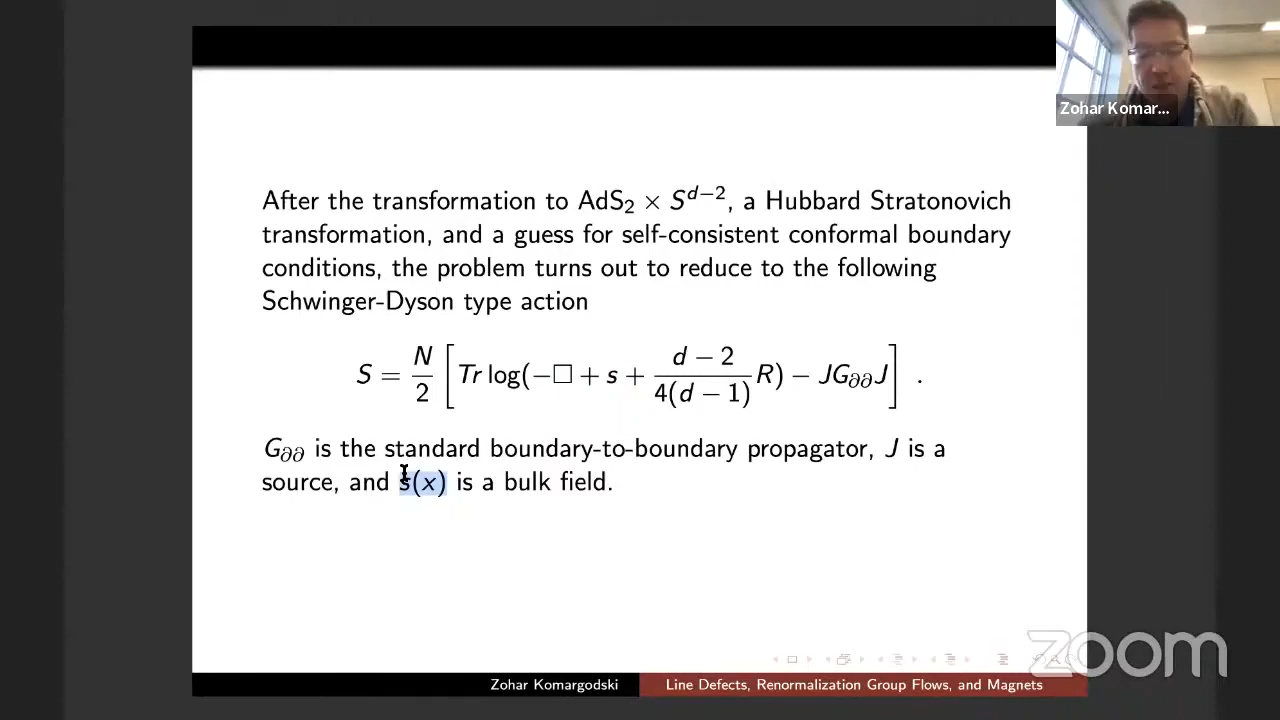 Zohar Komar...
After the transformation to AdS₂ × S^{d−2}, a Hubbard Stratonovich
transformation, and a guess for self-consistent conformal boundary
conditions, the problem turns out to reduce to the following
Schwinger-Dyson type action
S = \frac{N}{2} [ Tr log(−□ + s + \frac{d − 2}{4(d − 1)} R) − JG_{∂∂}J ] .
G_{∂∂} is the standard boundary-to-boundary propagator, J is a
source, and s(x) is a bulk field.
zoom
Zohar Komargodski
Line Defects, Renormalization Group Flows, and Magnets